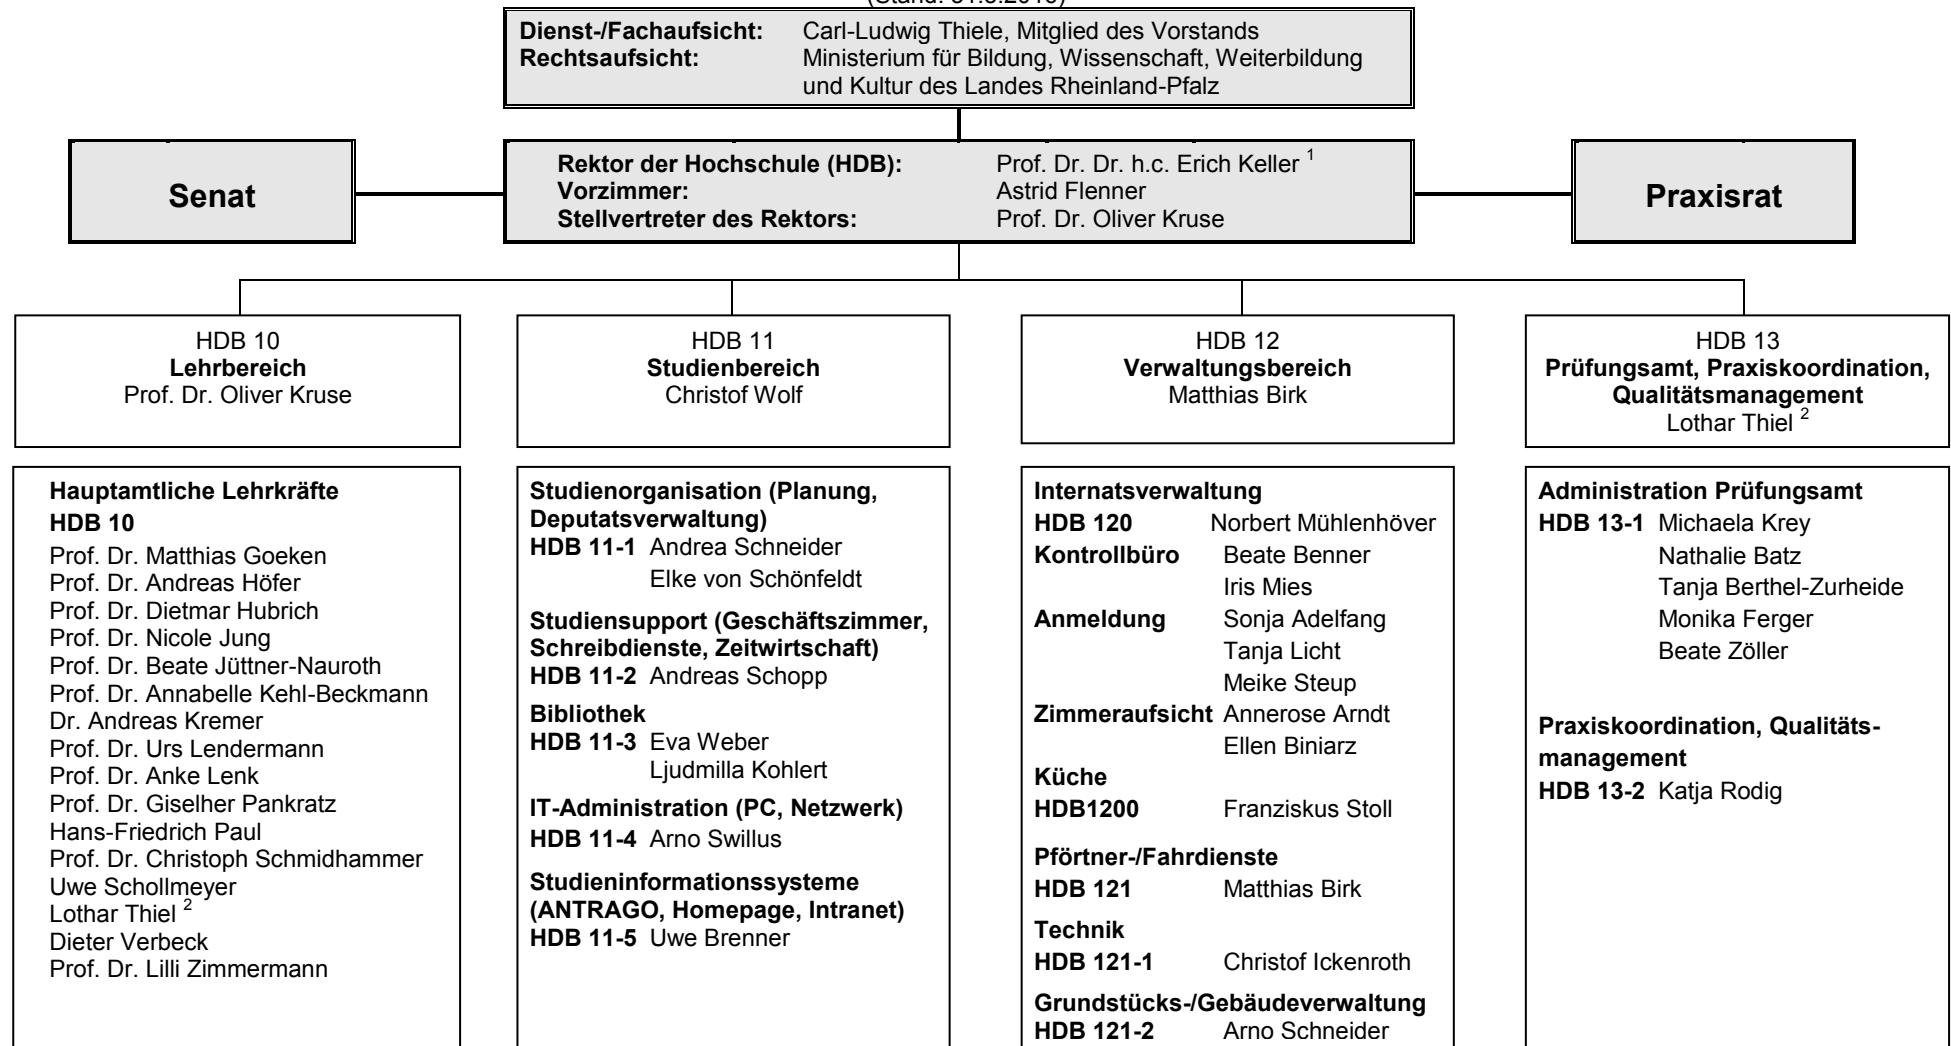 Dienst-/Fachaufsicht: Carl-Ludwig Thiele, Mitglied des Vorstands
Rechtsaufsicht: Ministerium für Bildung, Wissenschaft, Weiterbildung
und Kultur des Landes Rheinland-Pfalz
Senat
Rektor der Hochschule (HDB): Prof. Dr. Dr. h.c. Erich Keller 1
Vorzimmer: Astrid Flenner
Stellvertreter des Rektors: Prof. Dr. Oliver Kruse
Praxisrat
HDB 10
Lehrbereich
Prof. Dr. Oliver Kruse
HDB 11
Studienbereich
Christof Wolf
HDB 12
Verwaltungsbereich
Matthias Birk
HDB 13
Prüfungsamt, Praxiskoordination,
Qualitätsmanagement
Lothar Thiel 2
Hauptamtliche Lehrkräfte
HDB 10
Prof. Dr. Matthias Goeken
Prof. Dr. Andreas Höfer
Prof. Dr. Dietmar Hubrich
Prof. Dr. Nicole Jung
Prof. Dr. Beate Jüttner-Nauroth
Prof. Dr. Annabelle Kehl-Beckmann
Dr. Andreas Kremer
Prof. Dr. Urs Lendermann
Prof. Dr. Anke Lenk
Prof. Dr. Giselher Pankratz
Hans-Friedrich Paul
Prof. Dr. Christoph Schmidhammer
Uwe Schollmeyer
Lothar Thiel 2
Dieter Verbeck
Prof. Dr. Lilli Zimmermann
Studienorganisation (Planung,
Deputatsverwaltung)
HDB 11-1 Andrea Schneider
Elke von Schönfeldt
Studiensupport (Geschäftszimmer,
Schreibdienste, Zeitwirtschaft)
HDB 11-2 Andreas Schopp
Bibliothek
HDB 11-3 Eva Weber
Ljudmilla Kohlert
IT-Administration (PC, Netzwerk)
HDB 11-4 Arno Swillus
Studieninformationssysteme
(ANTRAGO, Homepage, Intranet)
HDB 11-5 Uwe Brenner
Internatsverwaltung
HDB 120 Norbert Mühlenhöver
Kontrollbüro Beate Benner
Iris Mies
Anmeldung Sonja Adelfang
Tanja Licht
Meike Steup
Zimmeraufsicht Annerose Arndt
Ellen Biniarz
Küche
HDB1200 Franziskus Stoll
Pförtner-/Fahrdienste
HDB 121 Matthias Birk
Technik
HDB 121-1 Christof Ickenroth
Grundstücks-/Gebäudeverwaltung
HDB 121-2 Arno Schneider
Administration Prüfungsamt
HDB 13-1 Michaela Krey
Nathalie Batz
Tanja Berthel-Zurheide
Monika Ferger
Beate Zöller
Praxiskoordination, Qualitäts-
management
HDB 13-2 Katja Rodig